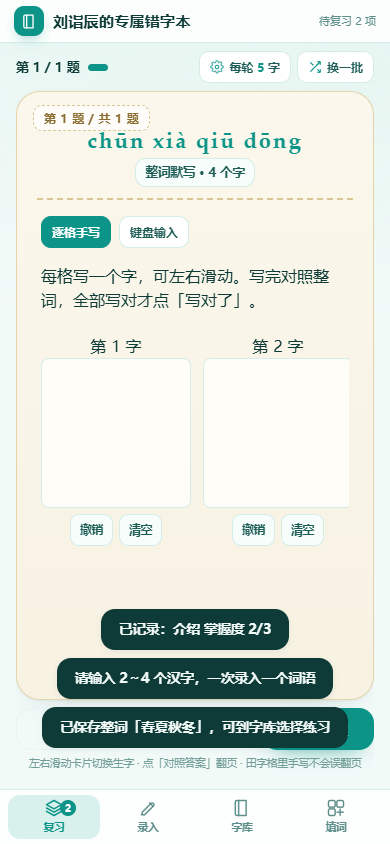 刘诣辰的专属错字本
待复习 2 项
第 1 / 1 题
每轮 5 字
换一批
第 1 题 / 共 1 题
chūn xià qiū dōng
整词默写 • 4 个字
逐格手写
键盘输入
每格写一个字，可左右滑动。写完对照整
词，全部写对才点「写对了」。
第 1 字
第 2 字
撤销
清空
撤销
清空
已记录：介绍 掌握度 2/3
请输入 2~4 个汉字，一次录入一个词语
已保存整词「春夏秋冬」，可到字库选择练习
左右滑动卡片切换生字 · 点「对照答案」翻页 · 田字格里手写不会误翻页
2
复习
录入
字库
填词